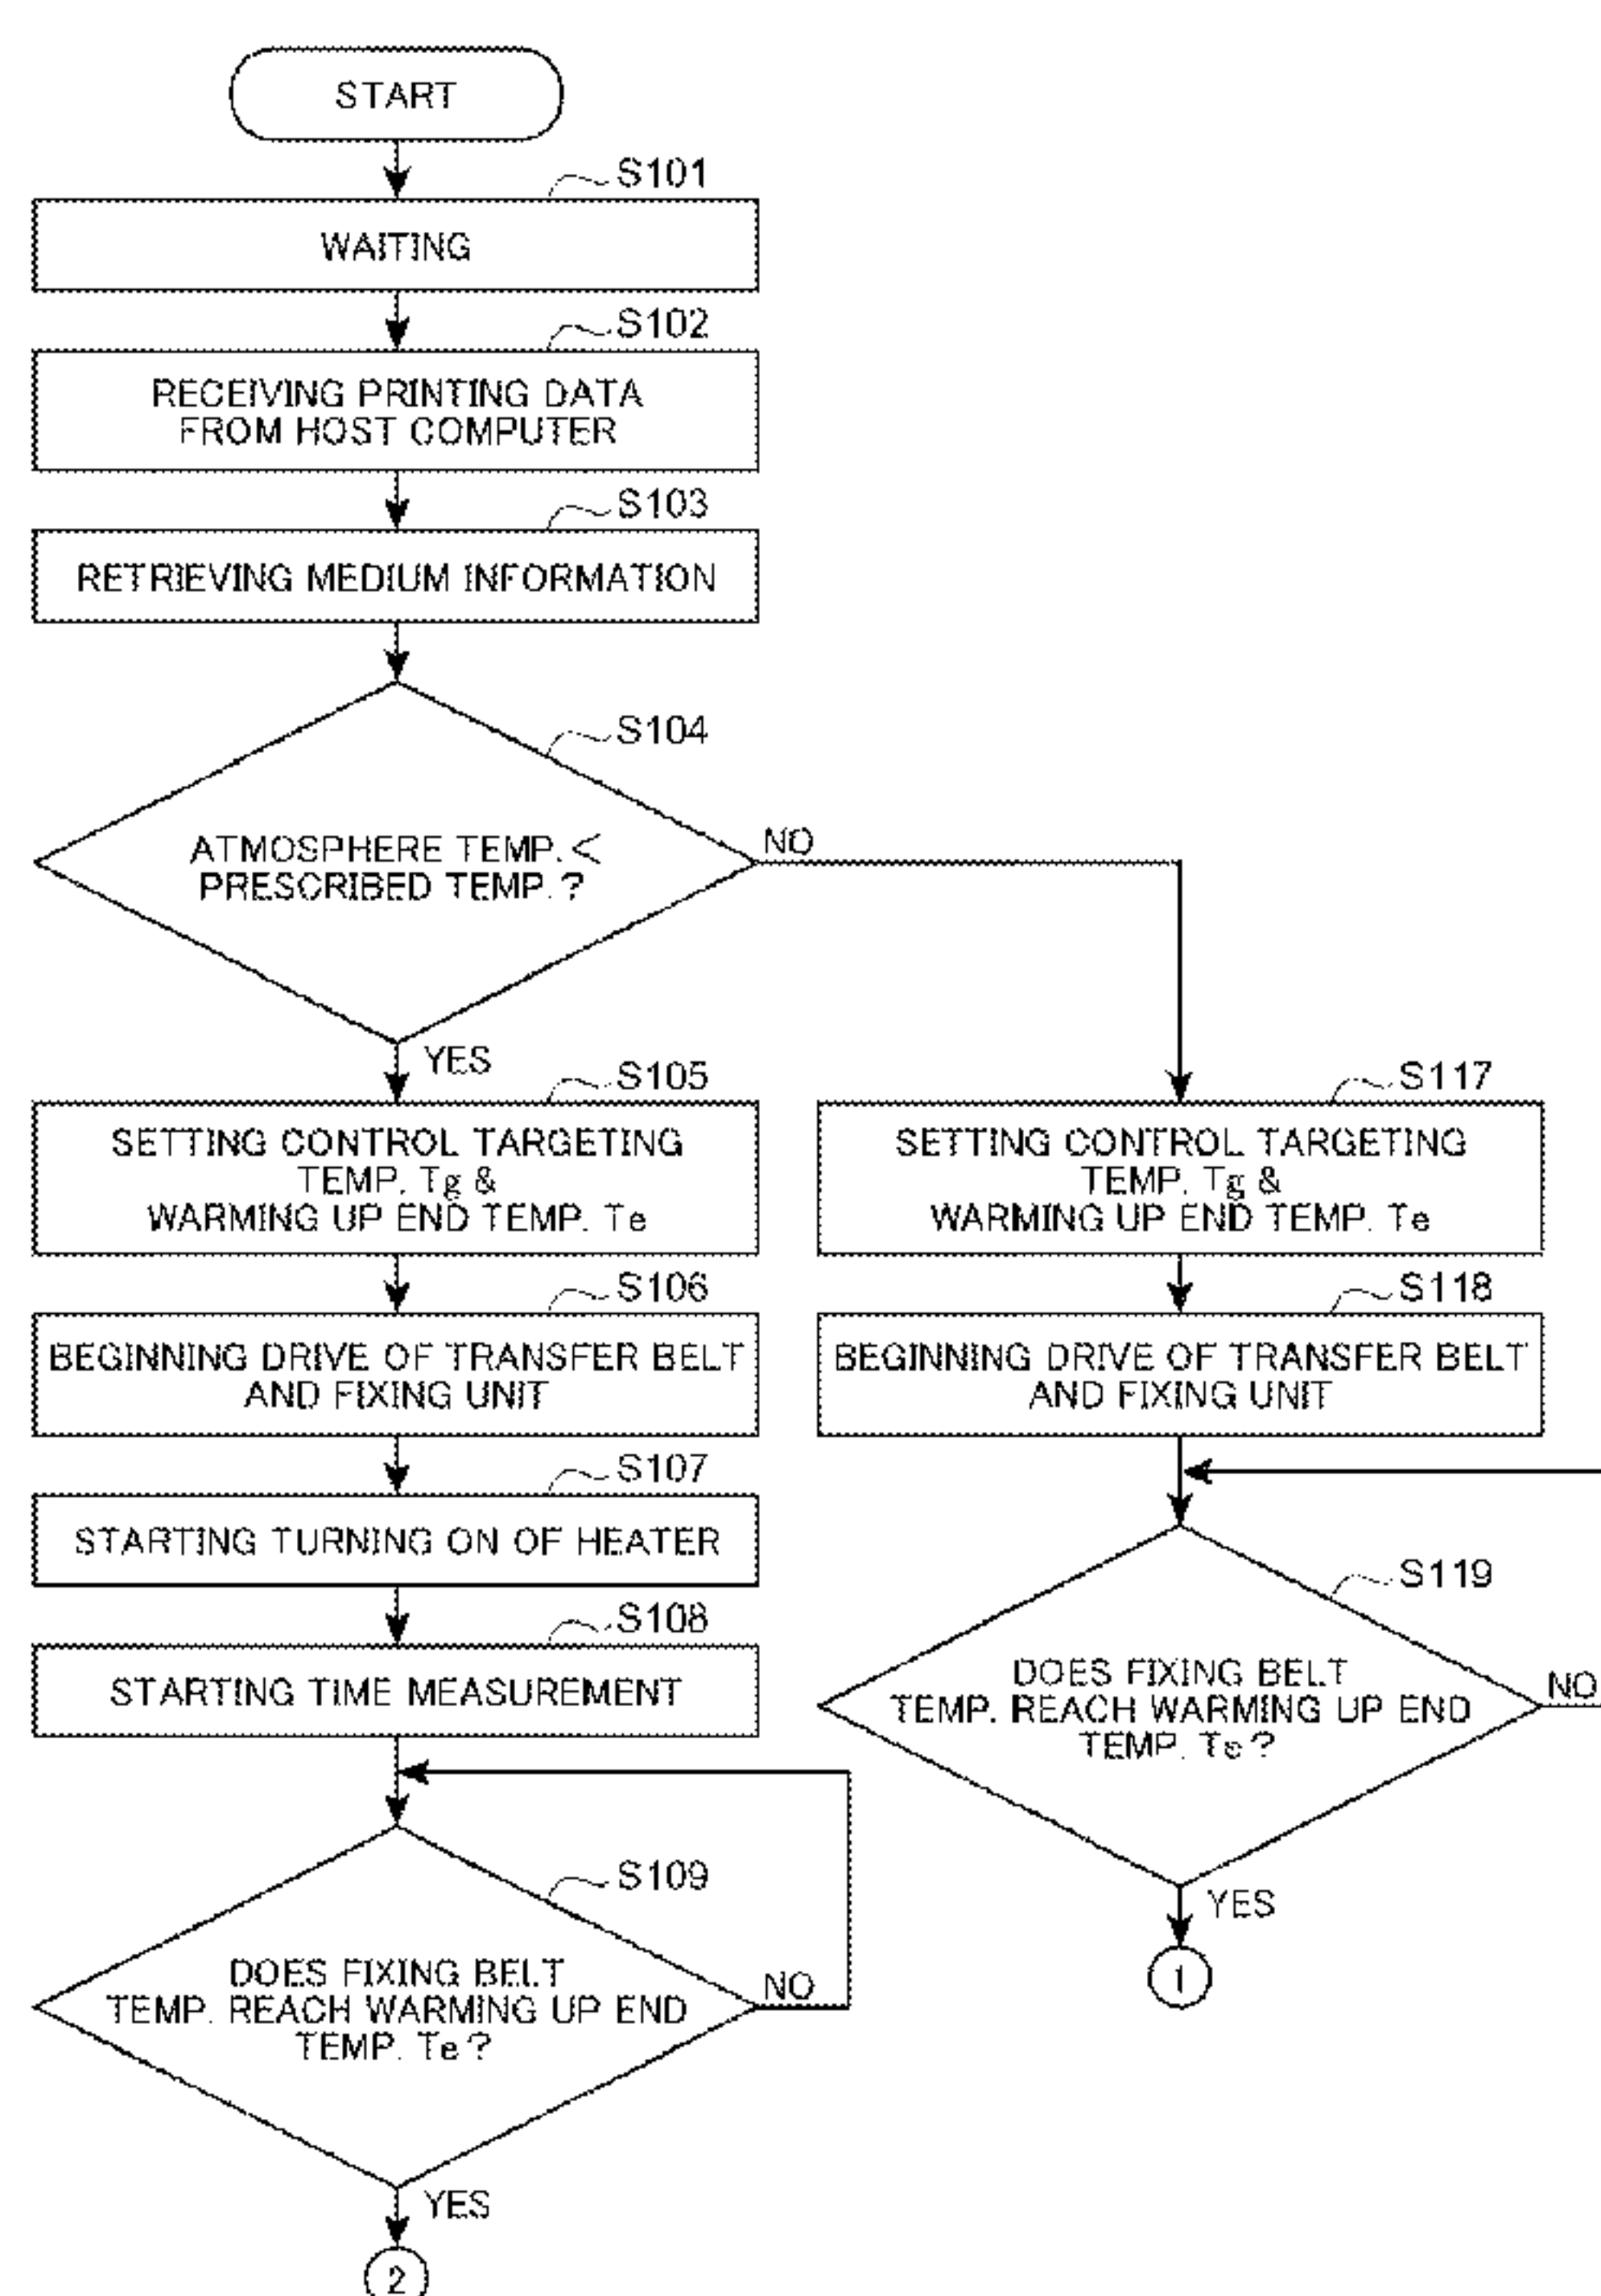 START
S101
WAITING
S102
RECEIVING PRINTING DATA
FROM HOST COMPUTER
S103
RETRIEVING MEDIUM INFORMATION
S104
ATMOSPHERE TEMP. <
PRESCRIBED TEMP. ?
NO
YES
S105
SETTING CONTROL TARGETING
TEMP. Tg &
WARMING UP END TEMP. Te
S106
BEGINNING DRIVE OF TRANSFER BELT
AND FIXING UNIT
S107
STARTING TURNING ON OF HEATER
S108
STARTING TIME MEASUREMENT
S109
DOES FIXING BELT
TEMP. REACH WARMING UP END
TEMP. Te ?
NO
YES
2
S117
SETTING CONTROL TARGETING
TEMP. Tg &
WARMING UP END TEMP. Te
S118
BEGINNING DRIVE OF TRANSFER BELT
AND FIXING UNIT
S119
DOES FIXING BELT
TEMP. REACH WARMING UP END
TEMP. Te ?
NO
YES
1